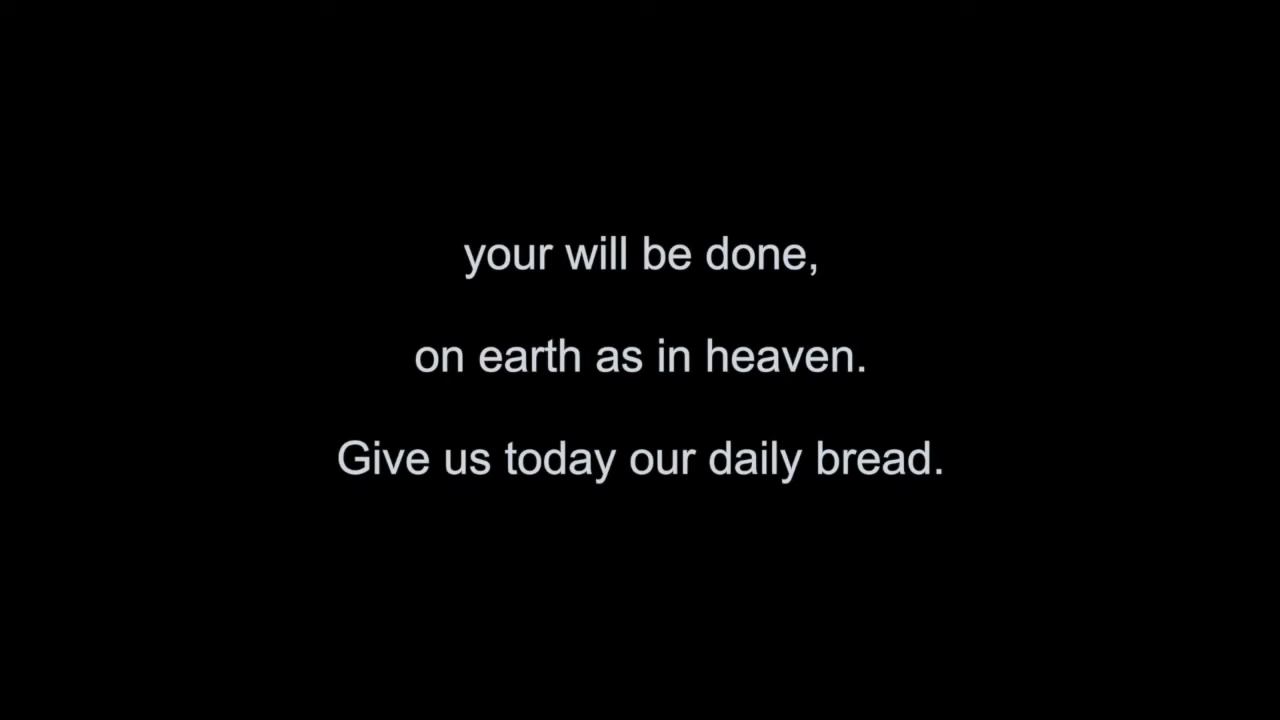 your will be done,
on earth as in heaven.
Give us today our daily bread.